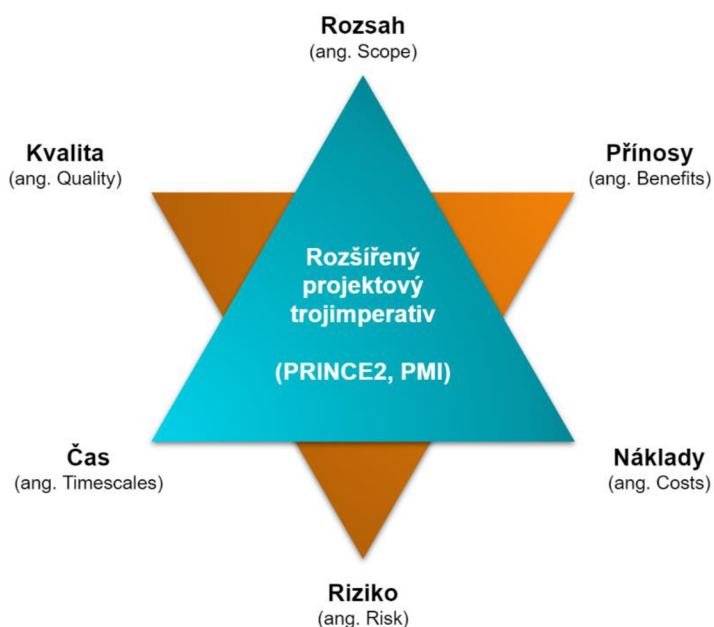 Rozsah
(ang. Scope)
Kvalita
(ang. Quality)
Přínosy
(ang. Benefits)
Rozšířený
projektový
trojimperativ
(PRINCE2, PMI)
Čas
(ang. Timescales)
Náklady
(ang. Costs)
Riziko
(ang. Risk)